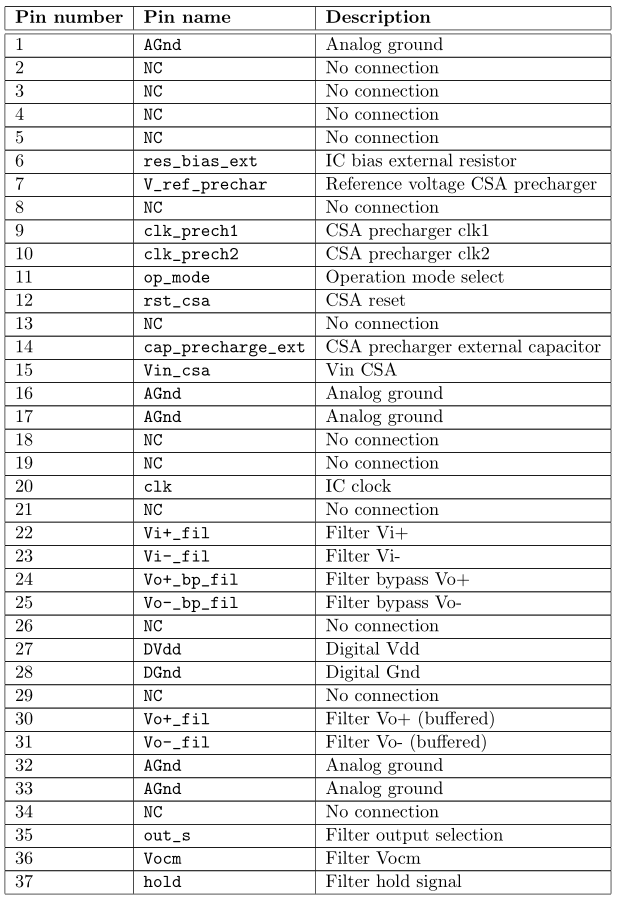 Pin number Pin name Description
1 AGnd Analog ground
2 NC No connection
3 NC No connection
4 NC No connection
5 NC No connection
6 res_bias_ext IC bias external resistor
7 V_ref_prechar Reference voltage CSA precharger
8 NC No connection
9 clk_prech1 CSA precharger clk1
10 clk_prech2 CSA precharger clk2
11 op_mode Operation mode select
12 rst_csa CSA reset
13 NC No connection
14 cap_precharge_ext CSA precharger external capacitor
15 Vin_csa Vin CSA
16 AGnd Analog ground
17 AGnd Analog ground
18 NC No connection
19 NC No connection
20 clk IC clock
21 NC No connection
22 Vi+_fil Filter Vi+
23 Vi-_fil Filter Vi-
24 Vo+_bp_fil Filter bypass Vo+
25 Vo-_bp_fil Filter bypass Vo-
26 NC No connection
27 DVdd Digital Vdd
28 DGnd Digital Gnd
29 NC No connection
30 Vo+_fil Filter Vo+ (buffered)
31 Vo-_fil Filter Vo- (buffered)
32 AGnd Analog ground
33 AGnd Analog ground
34 NC No connection
35 out_s Filter output selection
36 Vocm Filter Vocm
37 hold Filter hold signal